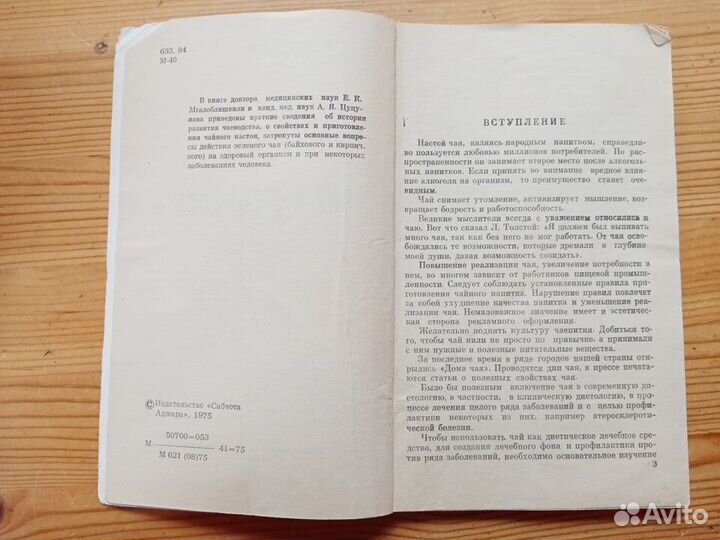 633. 84
М-40
В книге доктора медицинских наук Е. К.
Мгалоблишвили и канд. мед. наук А. Я. Цуцу-
нава приведены краткие сведения об истории
развития чаеводства, о свойствах и приготовле-
нии чайного настоя, затронуты основные вопро-
сы действия зеленого чая (байхового и кирпич-
ного) на здоровый организм и при некоторых
заболеваниях человека.
© Издательство «Сабчота
Аджара», 1975
М 50700—053 41—75
М 621 (08)75
ВСТУПЛЕНИЕ
Настой чая, являясь народным напитком, справедли-
во пользуется любовью миллионов потребителей. По рас-
пространенности он занимает второе место после алкоголь-
ных напитков. Если принять во внимание вредное влия-
ние алкоголя на организм, то преимущество станет оче-
видным.
Чай снимает утомление, активизирует мышление, воз-
вращает бодрость и работоспособность.
Великие мыслители всегда с уважением относились к
чаю. Вот что сказал Л. Толстой: «Я должен был выпивать
много чая, так как без него не мог работать. От чая осво-
бождались те возможности, которые дремали в глубине
моей души, давая возможность созидать».
Повышение реализации чая, увеличение потребности в
нем, во многом зависит от работников пищевой промыш-
ленности. Следует соблюдать установленные правила при-
готовления чайного напитка. Нарушение правил повлечет
за собой ухудшение качества напитка и уменьшение реа-
лизации чая. Немаловажное значение имеет и эстетичес-
кая сторона рекламного оформления.
Желательно поднять культуру чаепития. Добиться то-
го, чтобы чай пили не просто по привычке а принимали
с ним нужные и полезные питательные вещества.
За последнее время в ряде городов нашей страны откры-
лись «Дома чая». Проводятся дни чая, в прессе печата-
ются статьи о полезных свойствах чая.
Было бы полезным включение чая в современную дие-
тологию, в частности, в клиническую диетологию, в про-
цессе лечения целого ряда заболеваний и с целью профи-
лактики некоторых из них, например атеросклероти-
ческой болезни.
Чтобы использовать чай как диетическое лечебное сред-
ство, для создания лечебного фона и профилактики про-
тив ряда заболеваний, необходимо основательное изучение
3
Avito